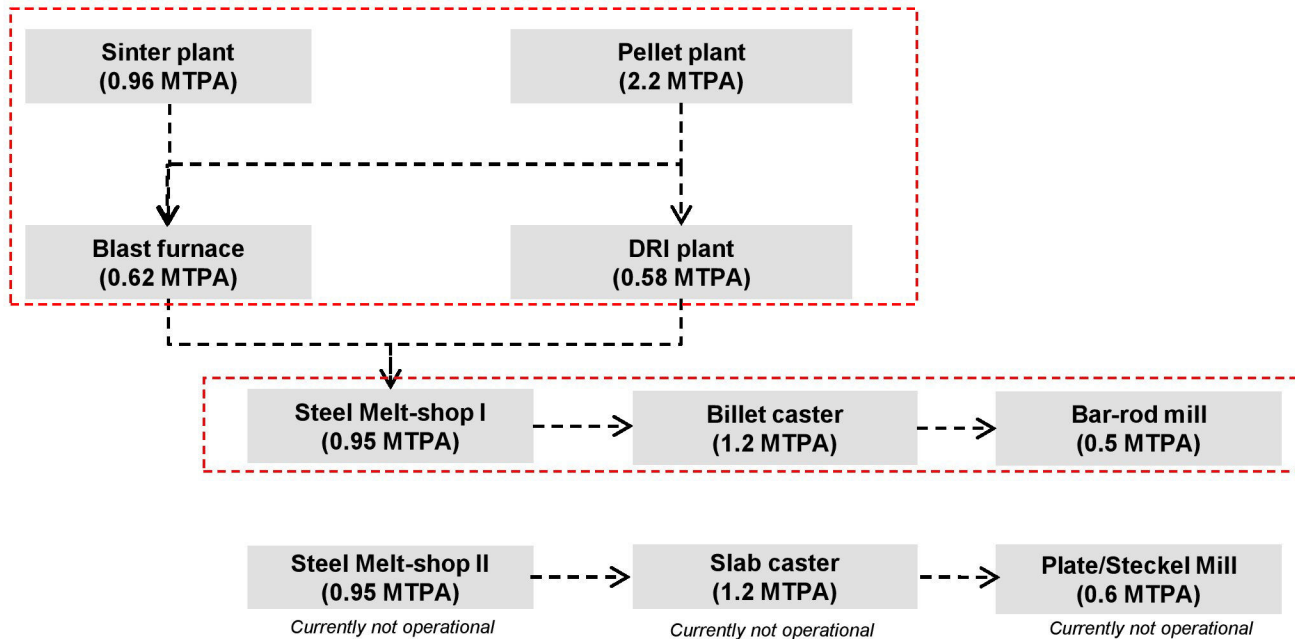 Sinter plant
(0.96 MTPA)
Pellet plant
(2.2 MTPA)
Blast furnace
(0.62 MTPA)
DRI plant
(0.58 MTPA)
Steel Melt-shop I
(0.95 MTPA)
Billet caster
(1.2 MTPA)
Bar-rod mill
(0.5 MTPA)
Steel Melt-shop II
(0.95 MTPA)
Currently not operational
Slab caster
(1.2 MTPA)
Currently not operational
Plate/Steckel Mill
(0.6 MTPA)
Currently not operational